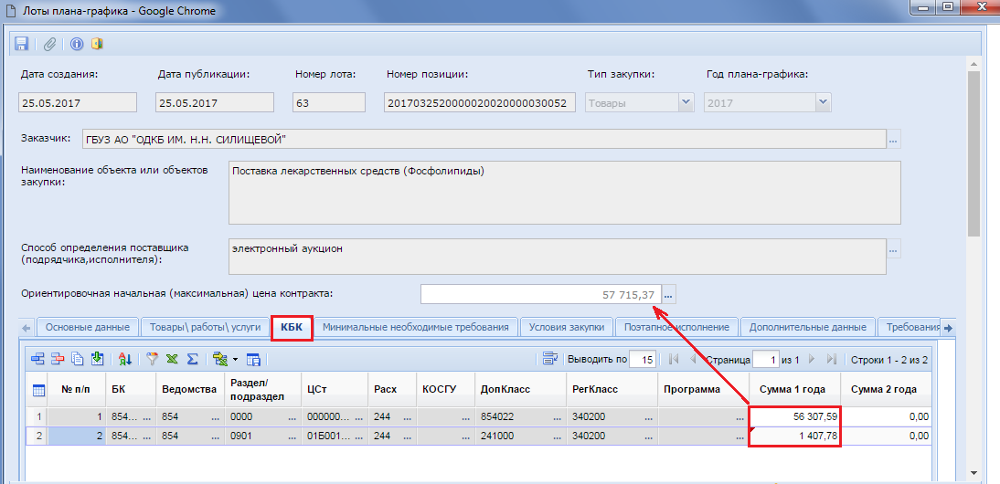 Лоты плана-графика - Google Chrome
Дата создания: Дата публикации: Номер лота: Номер позиции: Тип закупки: Год плана-графика:
25.05.2017 25.05.2017 63 2017032520000020020000030052 Товары 2017
Заказчик: ГБУЗ АО "ОДКБ ИМ. Н.Н. СИЛИЩЕВОЙ" ...
Наименование объекта или объектов закупки: Поставка лекарственных средств (Фосфолипиды)
Способ определения поставщика (подрядчика,исполнителя): электронный аукцион ...
Ориентировочная начальная (максимальная) цена контракта: 57 715,37 ...
Основные данные Товары\ работы\ услуги КБК Минимальные необходимые требования Условия закупки Поэтапное исполнение Дополнительные данные Требования
Выводить по 15 Страница 1 из 1 Строки 1 - 2 из 2
№ п/п БК Ведомства Раздел/подраздел ЦСт Расх КОСГУ ДопКласс РегКласс Программа Сумма 1 года Сумма 2 года
1 1 854... ... 854 ... 0000 ... 000000... ... 244 ... ... 854022 ... 340200 ... ... 56 307,59 0,00
2 2 854... ... 854 ... 0901 ... 01Б001... ... 244 ... ... 241000 ... 340200 ... ... 1 407,78 0,00